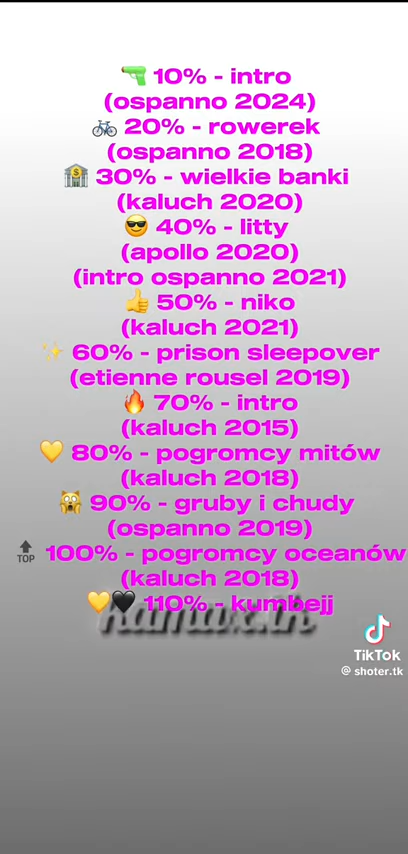 🔫 10% - intro
(ospanno 2024)
🚲 20% - rowerek
(ospanno 2018)
🏦 30% - wielkie banki
(kaluch 2020)
😎 40% - litty
(apollo 2020)
(intro ospanno 2021)
👍 50% - niko
(kaluch 2021)
✨ 60% - prison sleepover
(etienne rousel 2019)
🔥 70% - intro
(kaluch 2015)
💛 80% - pogromcy mitów
(kaluch 2018)
🙀 90% - gruby i chudy
(ospanno 2019)
🔝 100% - pogromcy oceanów
(kaluch 2018)
💛🖤 110% - kumbejj
TikTok
@ shoter.tk